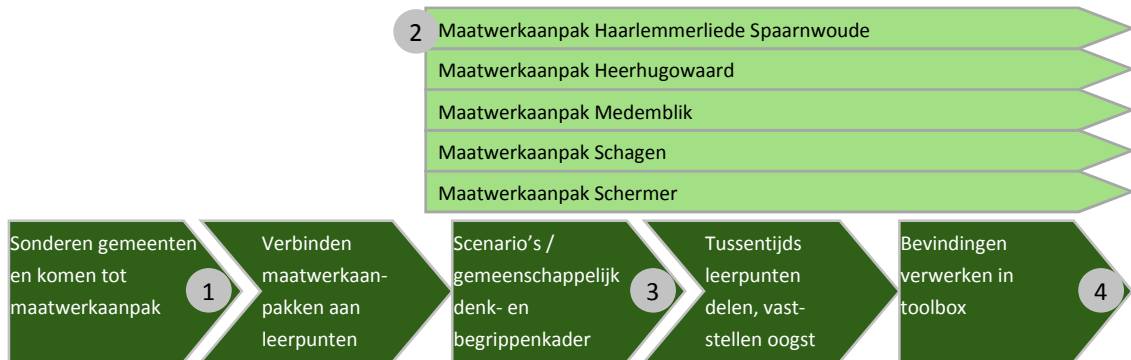 2
Maatwerkaanpak Haarlemmerliede Spaarnwoude
Maatwerkaanpak Heerhugowaard
Maatwerkaanpak Medemblik
Maatwerkaanpak Schagen
Maatwerkaanpak Schermer
Sonderen gemeenten
en komen tot
maatwerkaanpak
1
Verbinden
maatwerkaan-
pakken aan
leerpunten
Scenario's /
gemeenschappelijk
denk- en
begrippenkader
3
Tussentijds
leerpunten
delen, vast-
stellen oogst
Bevindingen
verwerken in
toolbox
4